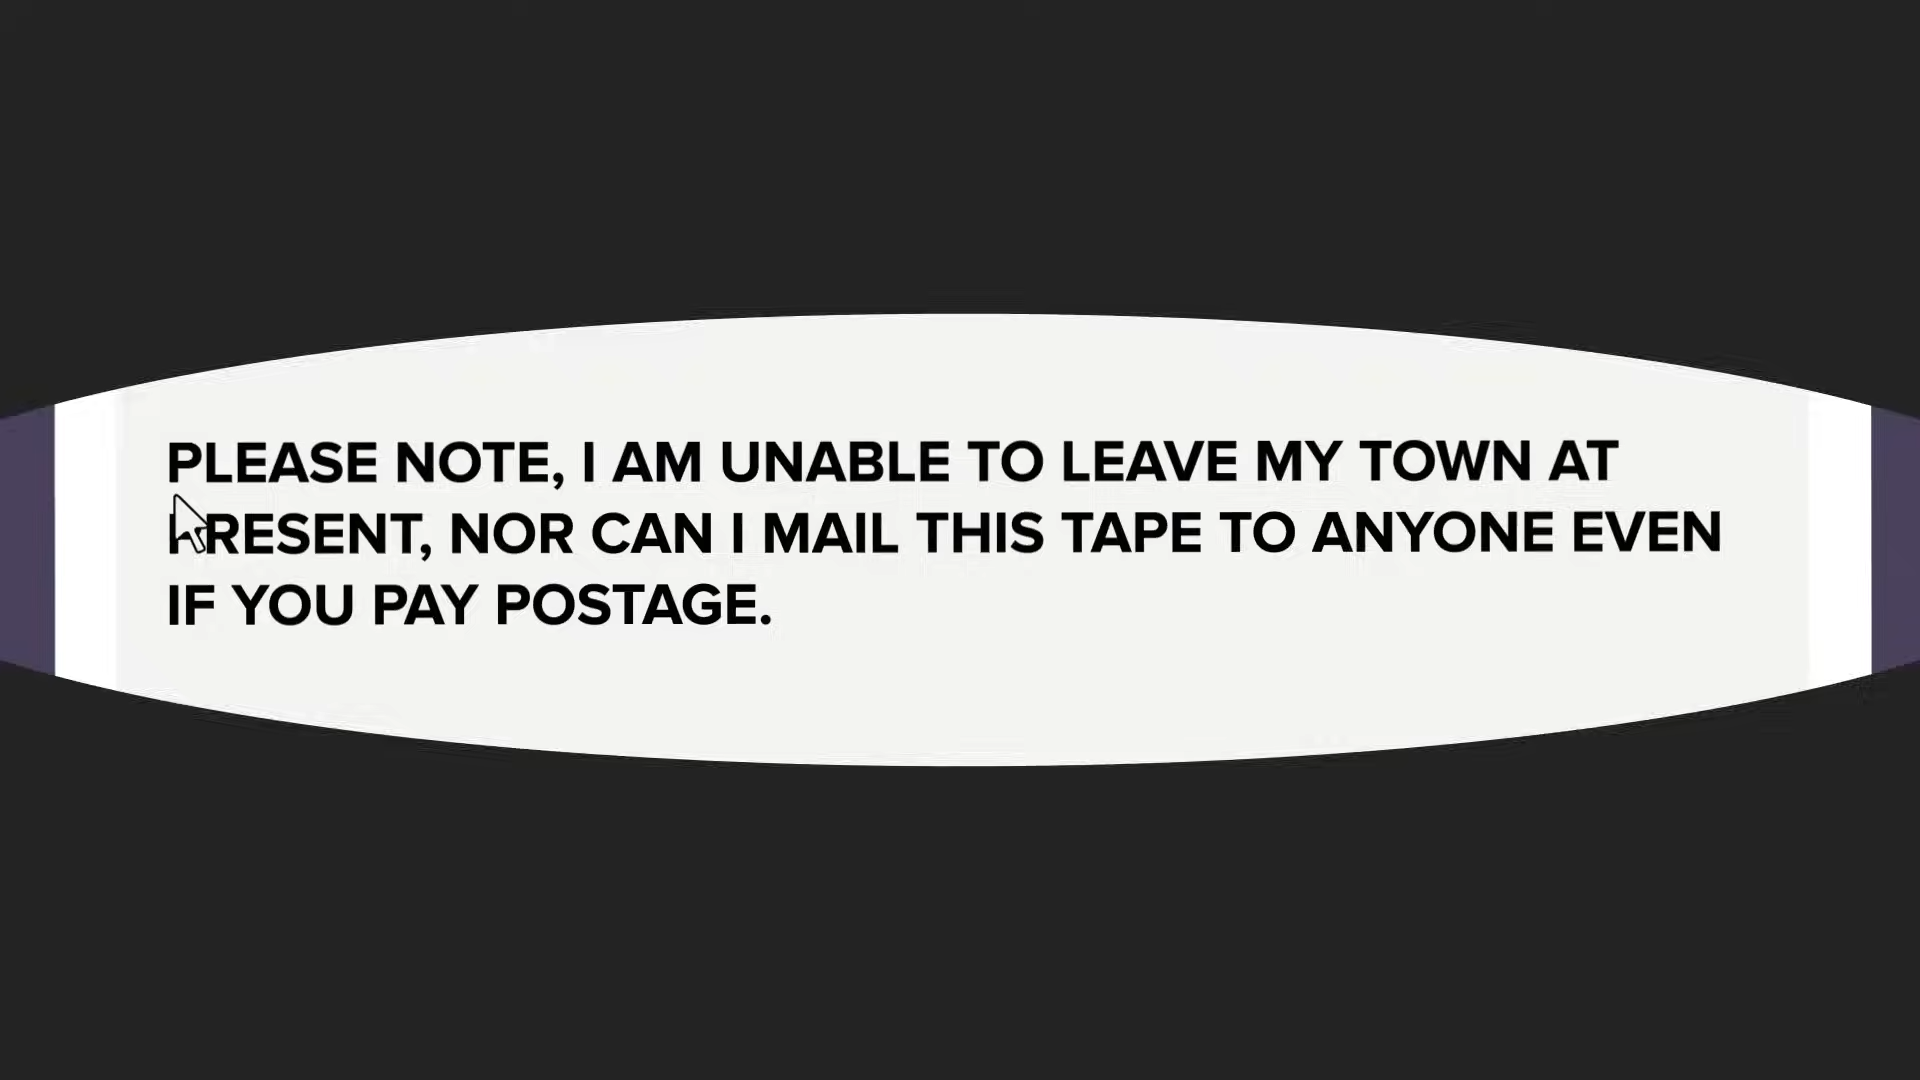 PLEASE NOTE, I AM UNABLE TO LEAVE MY TOWN AT
PRESENT, NOR CAN I MAIL THIS TAPE TO ANYONE EVEN
IF YOU PAY POSTAGE.